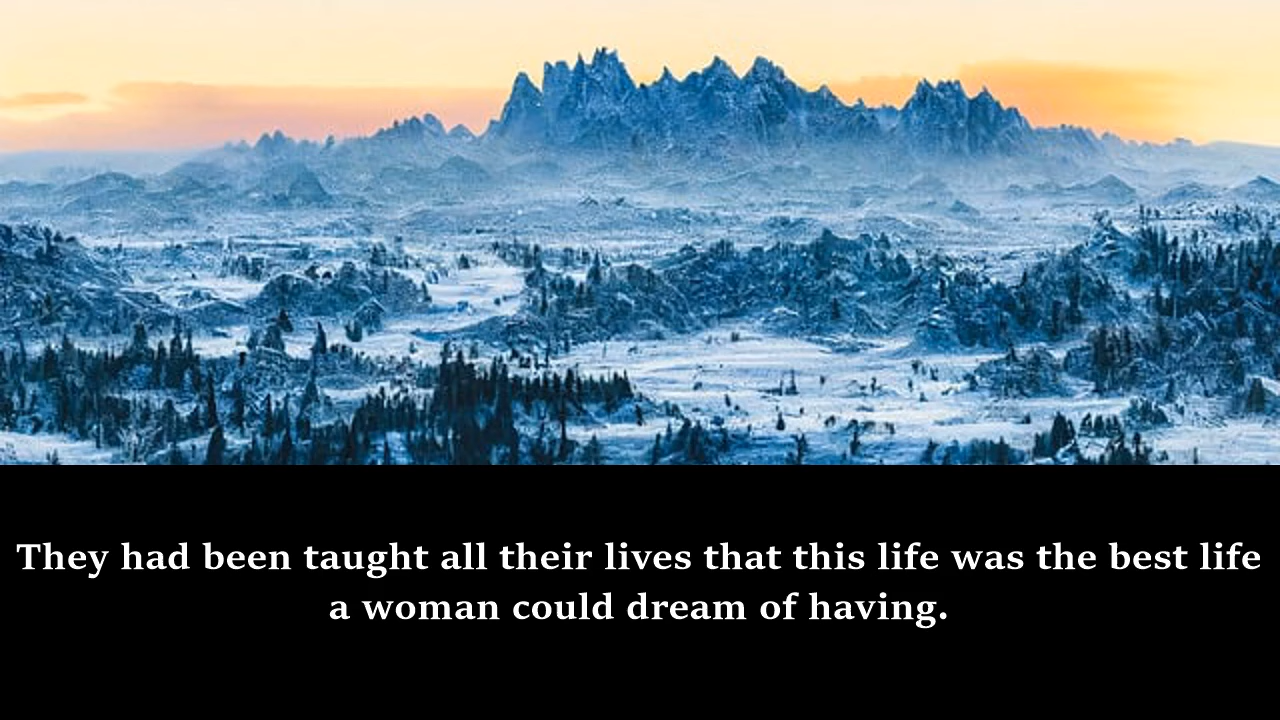 They had been taught all their lives that this life was the best life
a woman could dream of having.